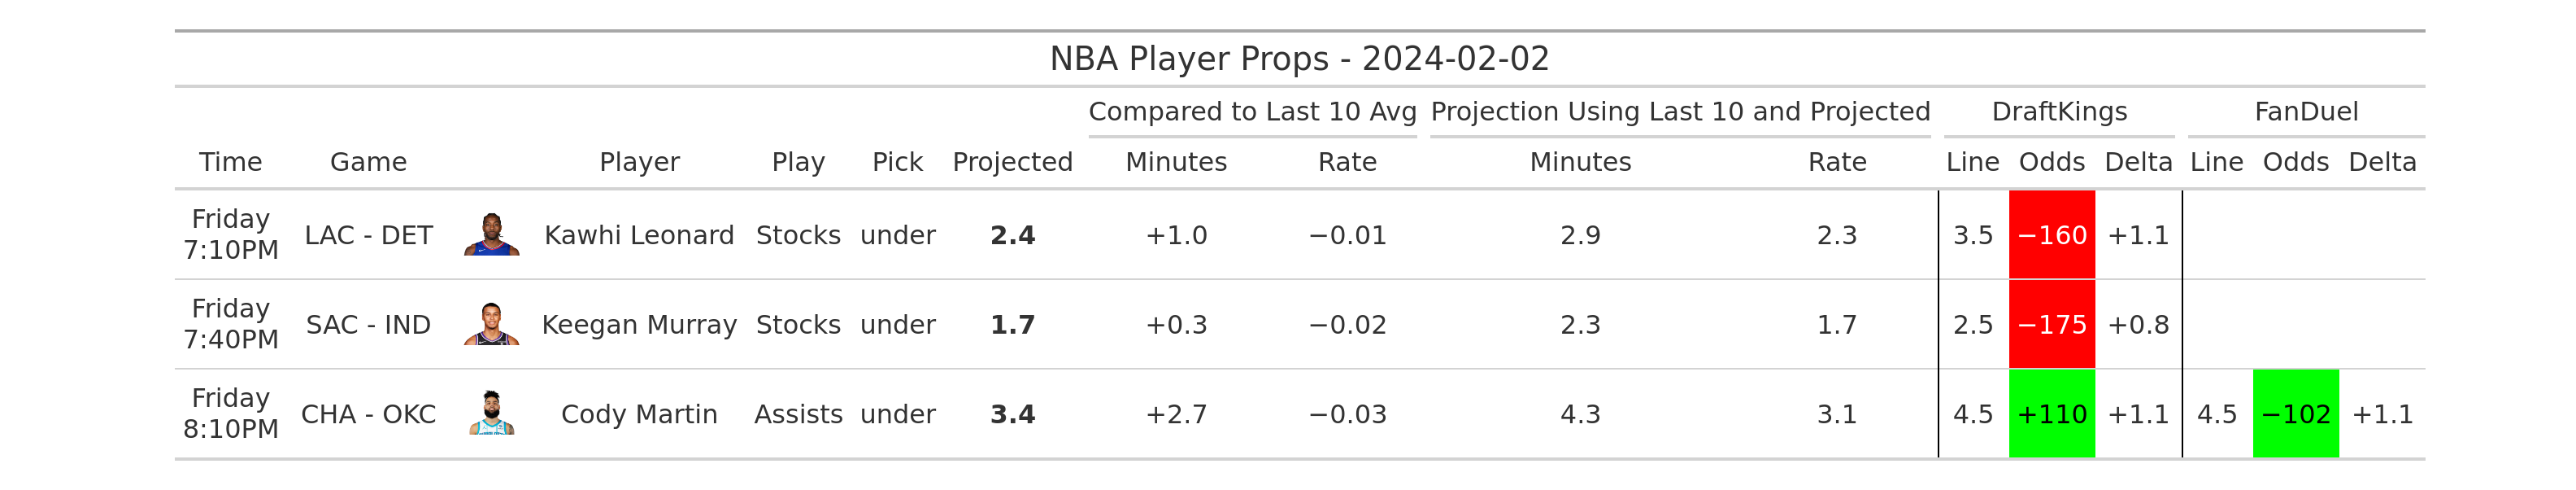 NBA Player Props - 2024-02-02
Compared to Last 10 Avg Projection Using Last 10 and Projected DraftKings FanDuel
Time Game Player Play Pick Projected Minutes Rate Minutes Rate Line Odds Delta Line Odds Delta
Friday
7:10PM LAC - DET Kawhi Leonard Stocks under 2.4 +1.0 −0.01 2.9 2.3 3.5 −160 +1.1
Friday
7:40PM SAC - IND Keegan Murray Stocks under 1.7 +0.3 −0.02 2.3 1.7 2.5 −175 +0.8
Friday
8:10PM CHA - OKC Cody Martin Assists under 3.4 +2.7 −0.03 4.3 3.1 4.5 +110 +1.1 4.5 −102 +1.1